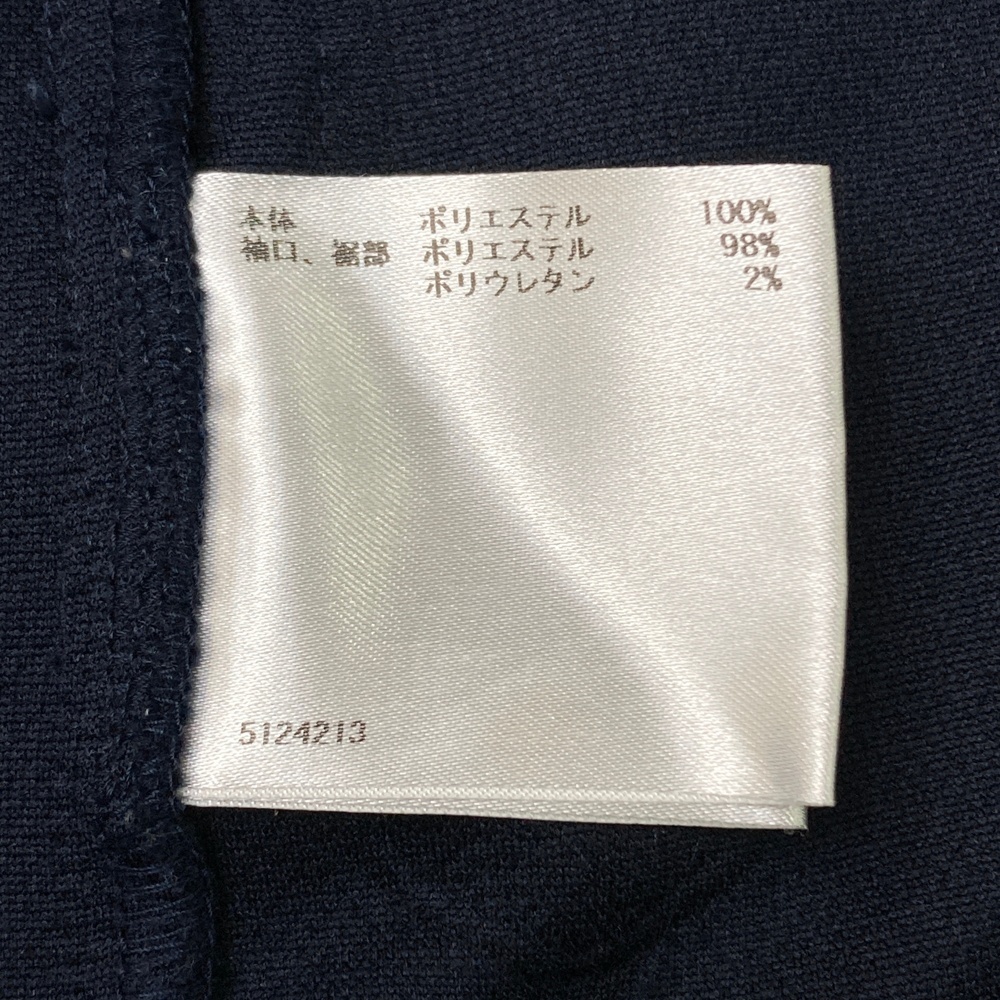 本体 ポリエステル 100%
袖口、裾部 ポリエステル 98%
ポリウレタン 2%
5124213